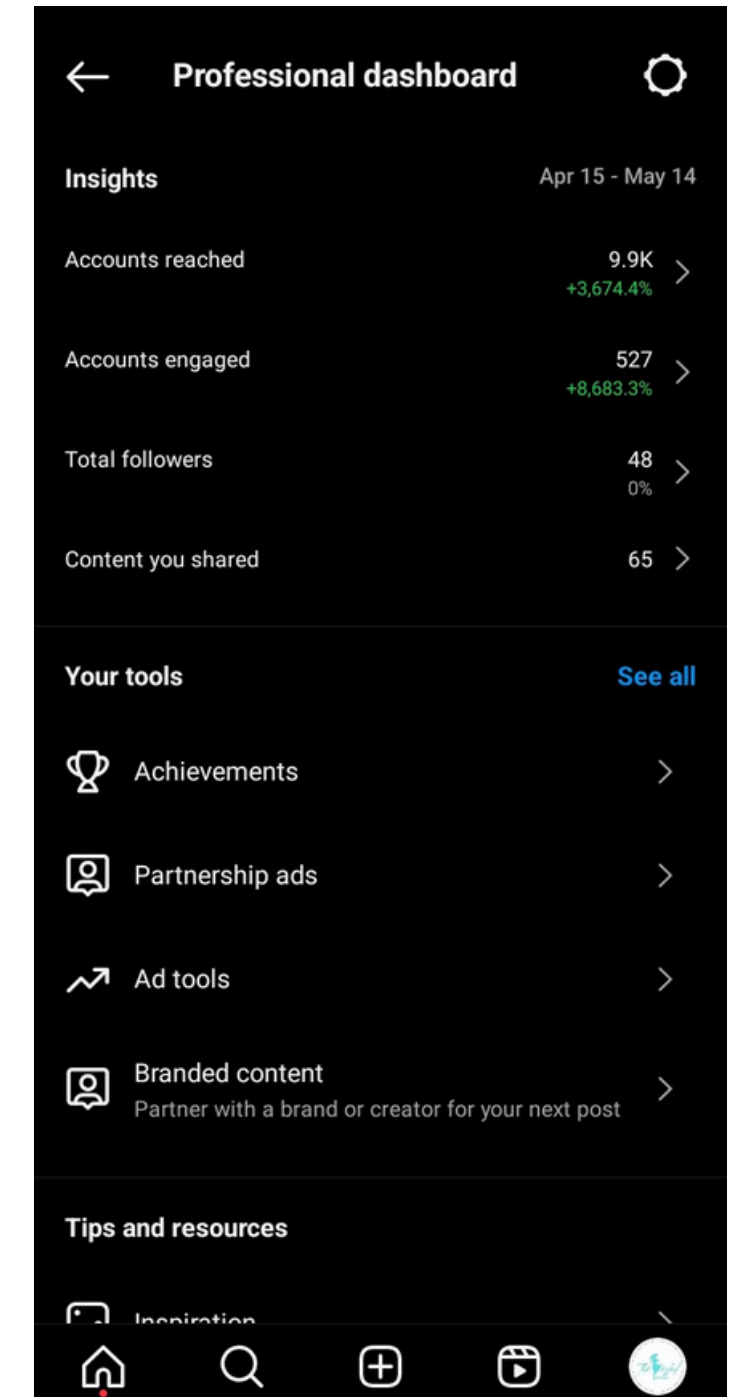 Professional dashboard
Insights Apr 15 - May 14
Accounts reached 9.9K
+3,674.4%
Accounts engaged 527
+8,683.3%
Total followers 48
0%
Content you shared 65
Your tools See all
Achievements
Partnership ads
Ad tools
Branded content
Partner with a brand or creator for your next post
Tips and resources
Inspiration